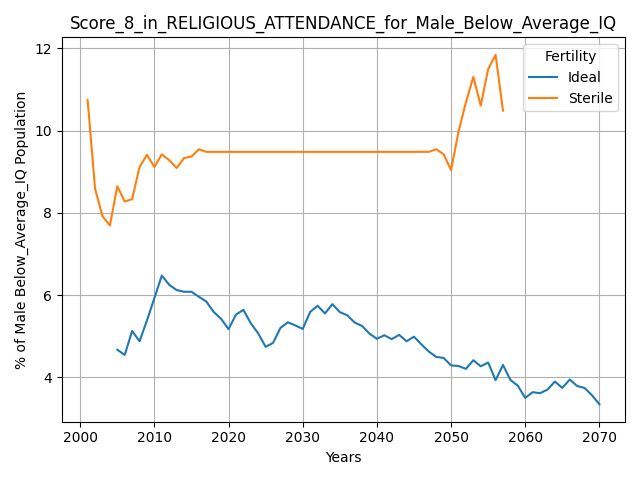 Score_8_in_RELIGIOUS_ATTENDANCE_for_Male_Below_Average_IQ
% of Male Below_Average_IQ Population
12
10
8
6
4
Fertility
Ideal
Sterile
2000 2010 2020 2030 2040 2050 2060 2070
Years